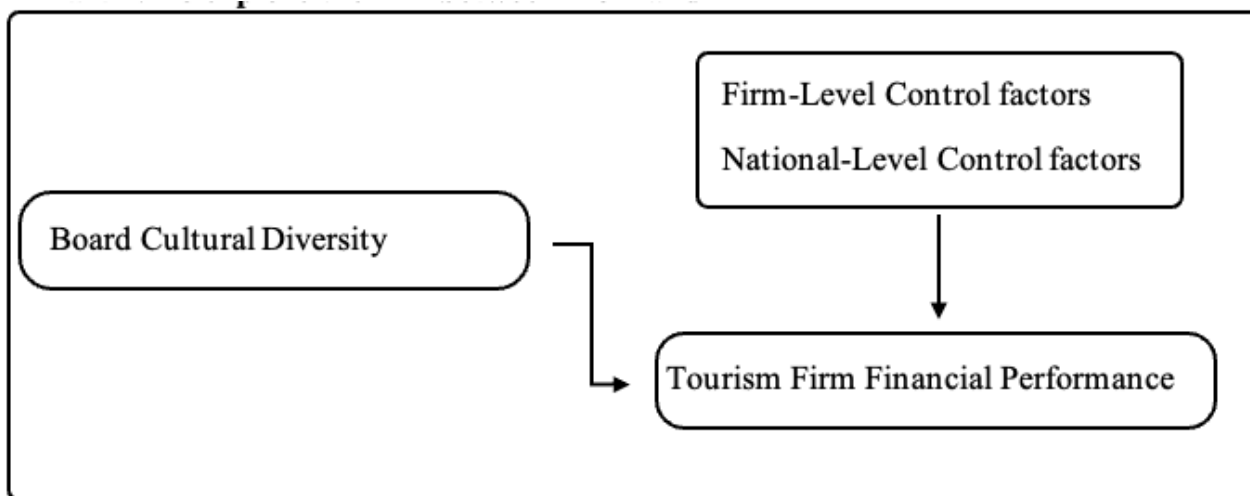 Firm-Level Control factors
National-Level Control factors
Board Cultural Diversity
Tourism Firm Financial Performance